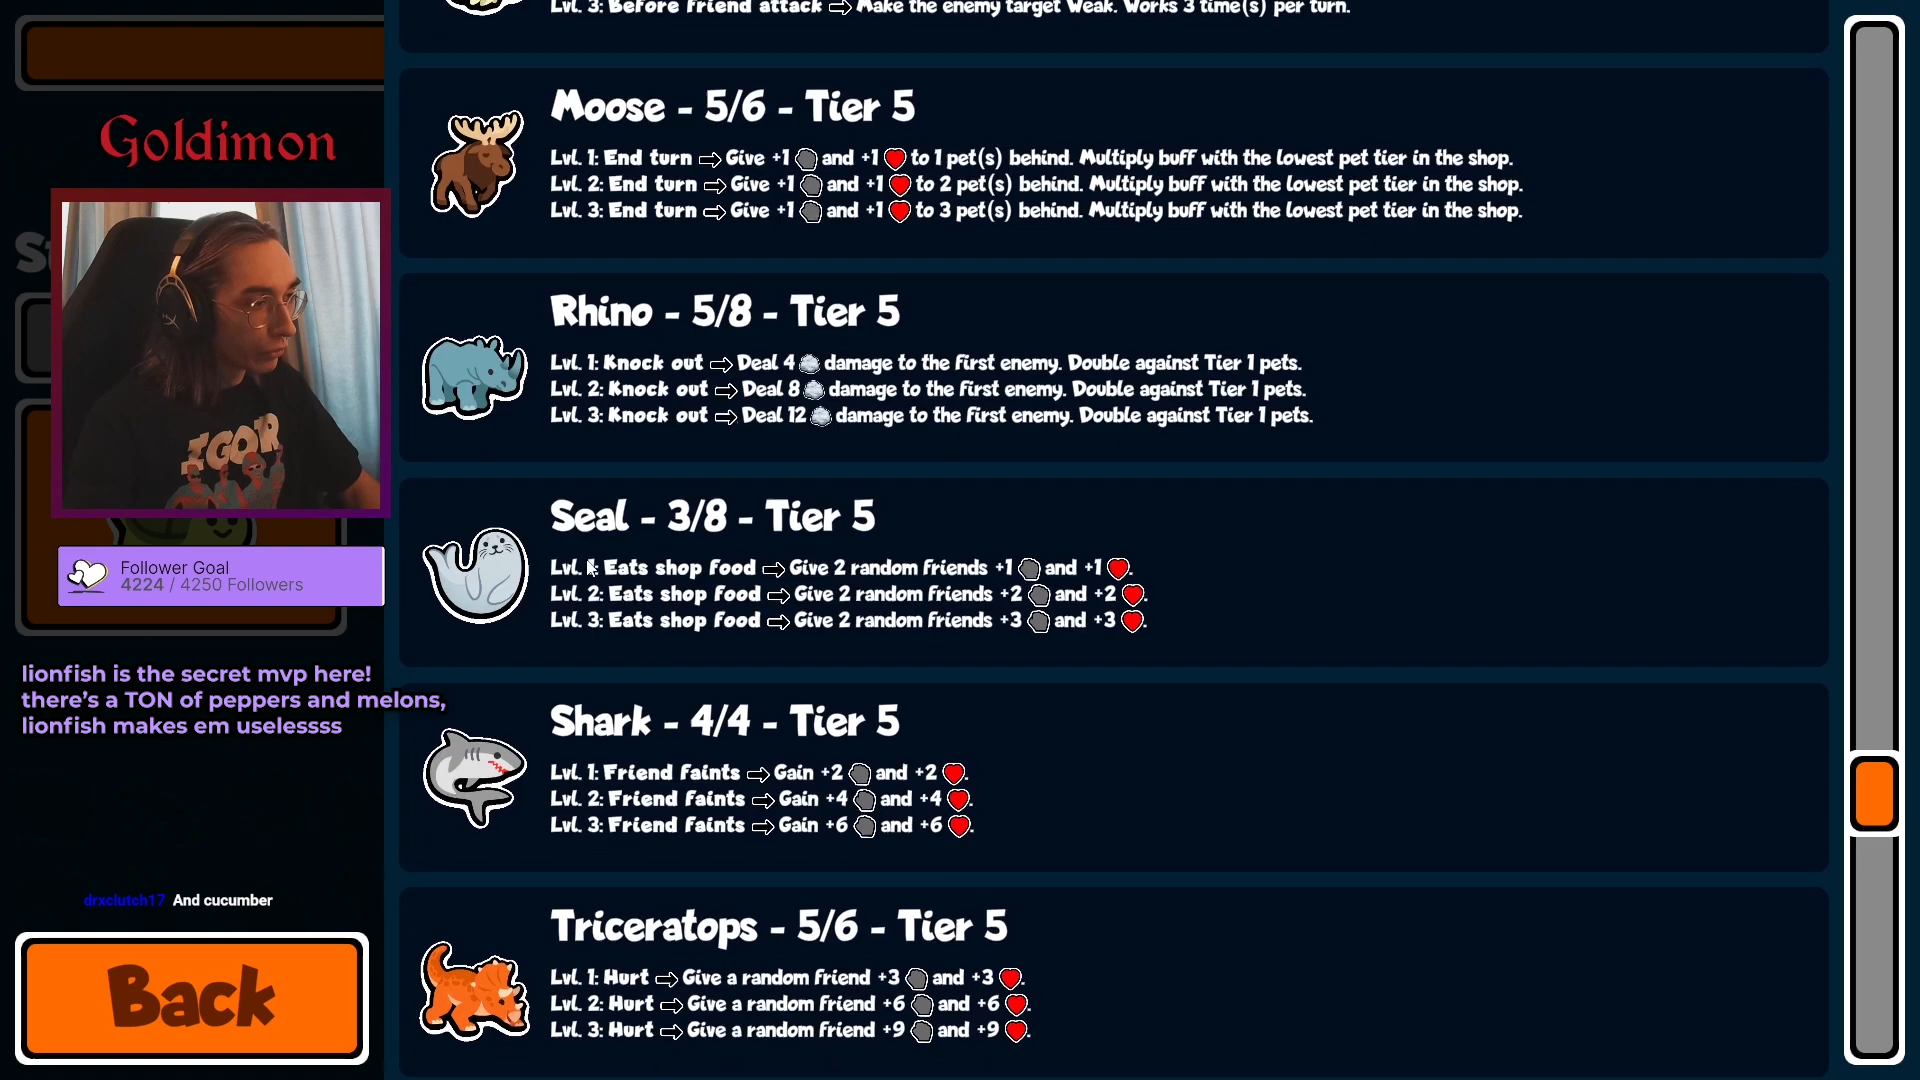 Lvl. 3: Before friend attack Make the enemy target Weak. Works 3 time(s) per turn.
Goldimon
St
Moose - 5/6 - Tier 5
Lvl. 1: End turn Give +1 and +1 to 1 pet(s) behind. Multiply buff with the lowest pet tier in the shop.
Lvl. 2: End turn Give +1 and +1 to 2 pet(s) behind. Multiply buff with the lowest pet tier in the shop.
Lvl. 3: End turn Give +1 and +1 to 3 pet(s) behind. Multiply buff with the lowest pet tier in the shop.
Rhino - 5/8 - Tier 5
Lvl. 1: Knock out Deal 4 damage to the first enemy. Double against Tier 1 pets.
Lvl. 2: Knock out Deal 8 damage to the first enemy. Double against Tier 1 pets.
Lvl. 3: Knock out Deal 12 damage to the first enemy. Double against Tier 1 pets.
IGOR
Seal - 3/8 - Tier 5
Lvl. Eats shop food Give 2 random friends +1 and +1 .
Lvl. 2: Eats shop food Give 2 random friends +2 and +2 .
Lvl. 3: Eats shop food Give 2 random friends +3 and +3 .
Follower Goal
4224 / 4250 Followers
lionfish is the secret mvp here!
there's a TON of peppers and melons,
lionfish makes em uselessss
Shark - 4/4 - Tier 5
Lvl. 1: Friend faints Gain +2 and +2 .
Lvl. 2: Friend faints Gain +4 and +4 .
Lvl. 3: Friend faints Gain +6 and +6 .
drxclutch17 And cucumber
Triceratops - 5/6 - Tier 5
Lvl. 1: Hurt Give a random friend +3 and +3 .
Lvl. 2: Hurt Give a random friend +6 and +6 .
Lvl. 3: Hurt Give a random friend +9 and +9 .
Back